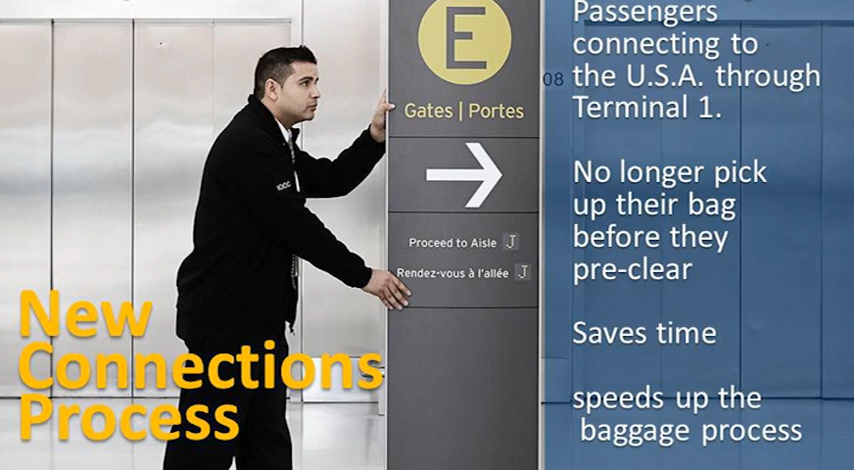 E
Gates | Portes
Proceed to Aisle J
Rendez-vous à l'allée J
08
New
Connections
Process
Passengers
connecting to
the U.S.A. through
Terminal 1.
No longer pick
up their bag
before they
pre-clear
Saves time
speeds up the
baggage process